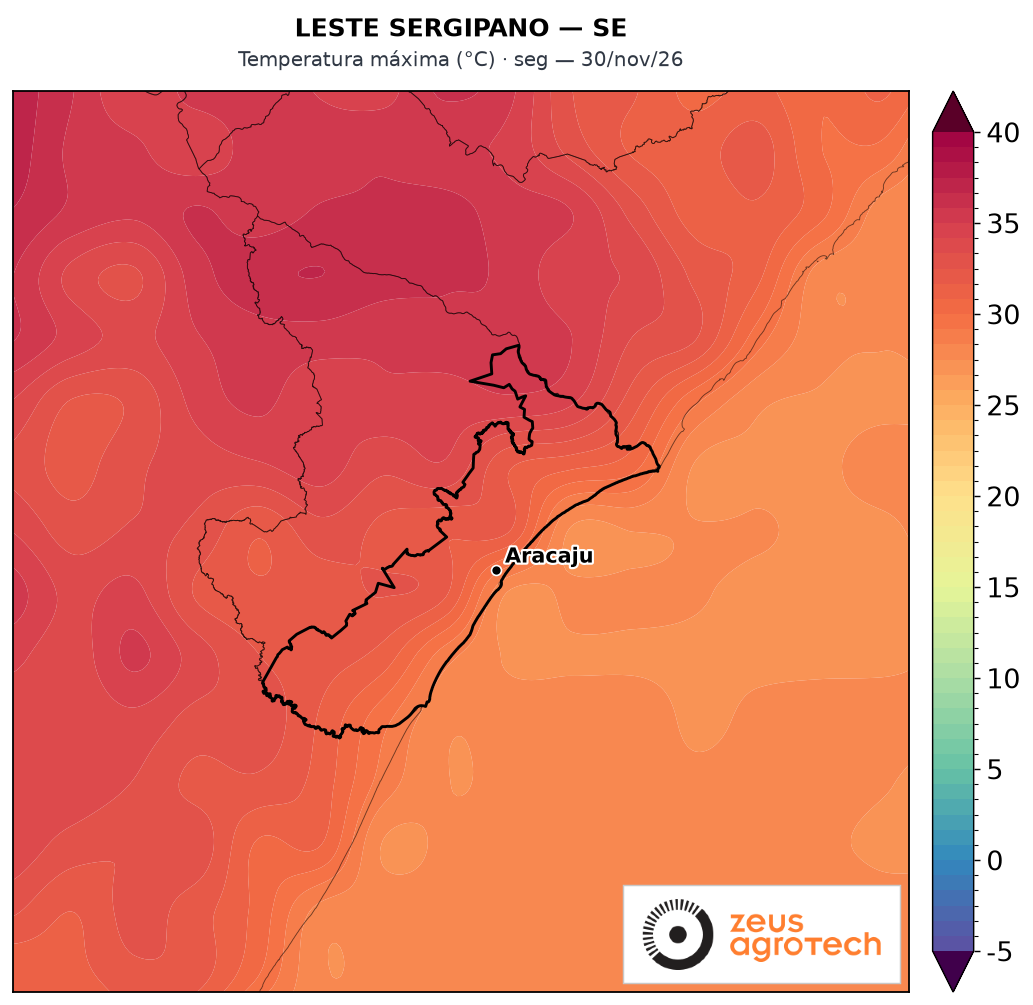 LESTE SERGIPANO — SE
Temperatura máxima (°C) · seg — 30/nov/26
40
35
30
25
20
15
10
5
0
-5
Aracaju
zeus
agrotech